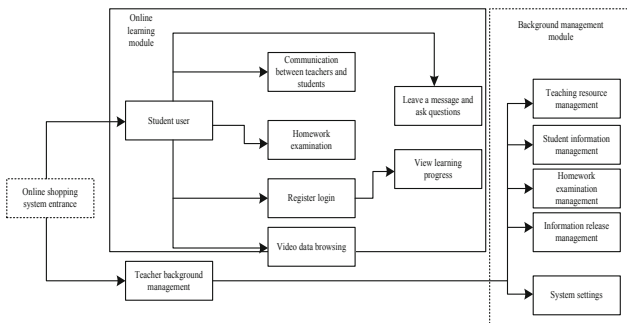 Online
learning
module
Background management
module
Communication
between teachers and
students
Leave a message and
ask questions
Teaching resource
management
Student user
Homework
examination
Student information
management
View learning
progress
Homework
examination
management
Online shopping
system entrance
Register login
Information release
management
Video data browsing
Teacher background
management
System settings